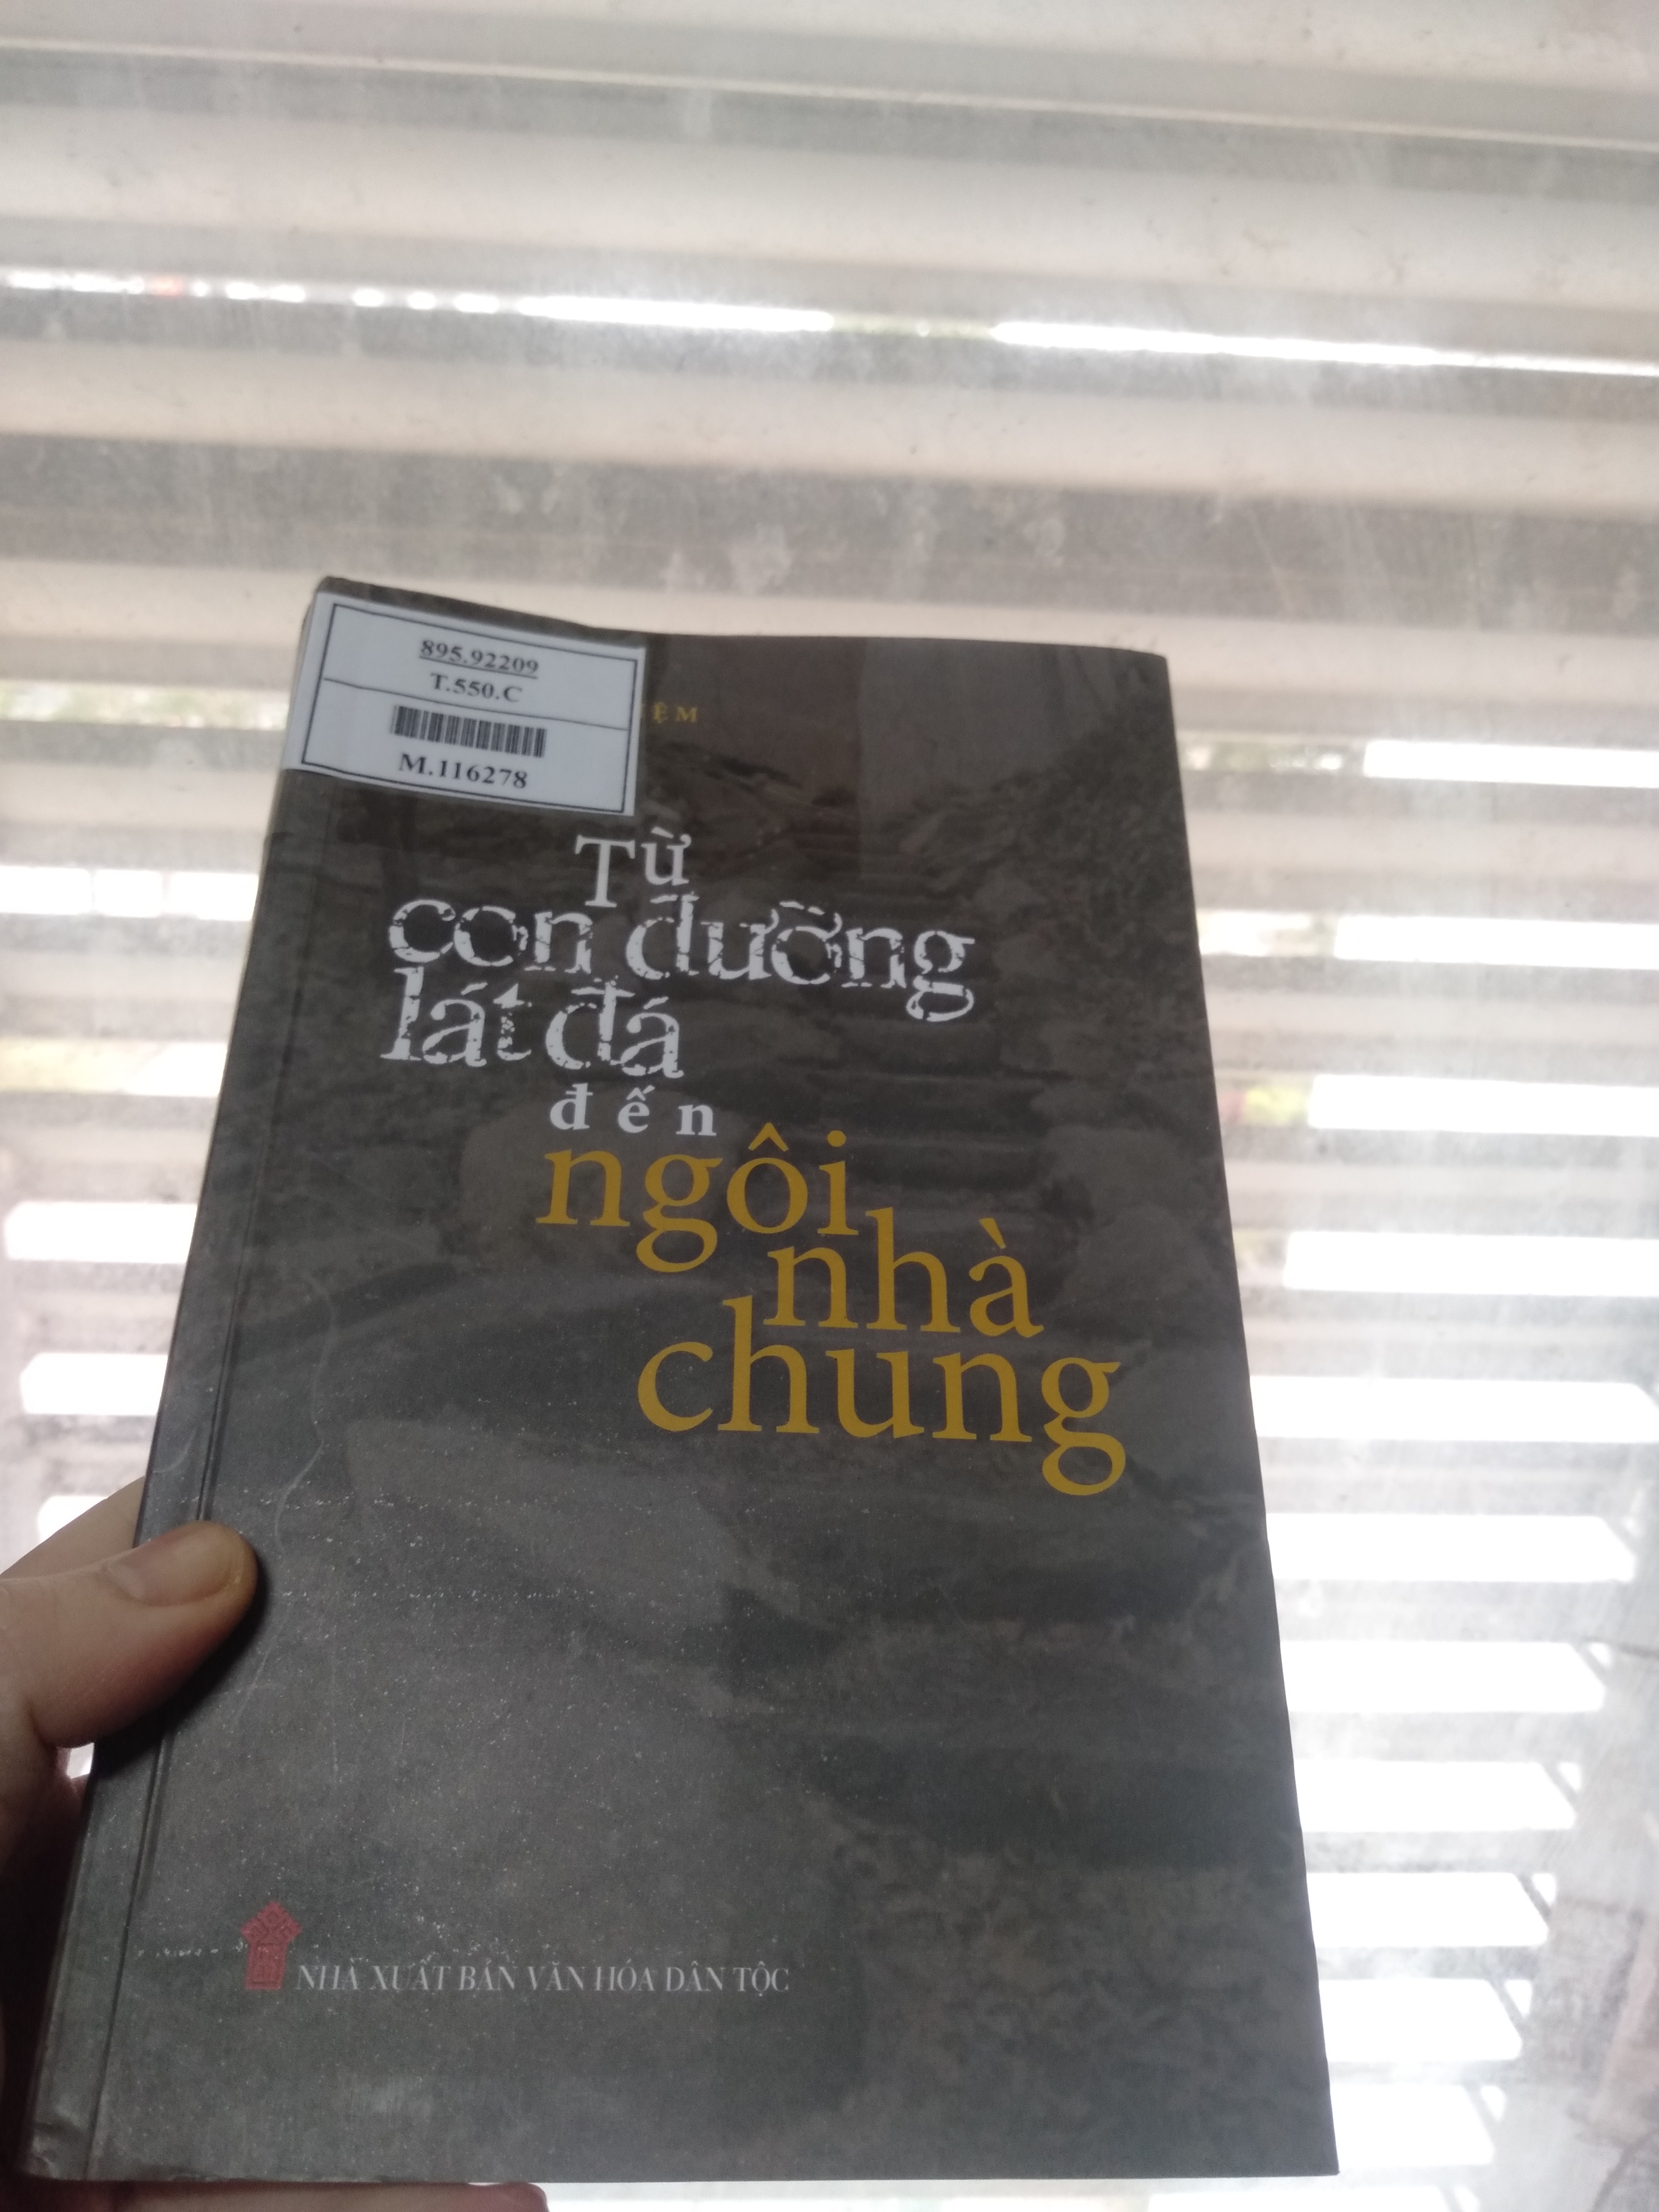 895.92209
T.550.C
ỆM
M.116278
Từ
con đường
lát đá
đến
ngôi
nhà
chung
NHÀ XUẤT BẢN VĂN HÓA DÂN TỘC